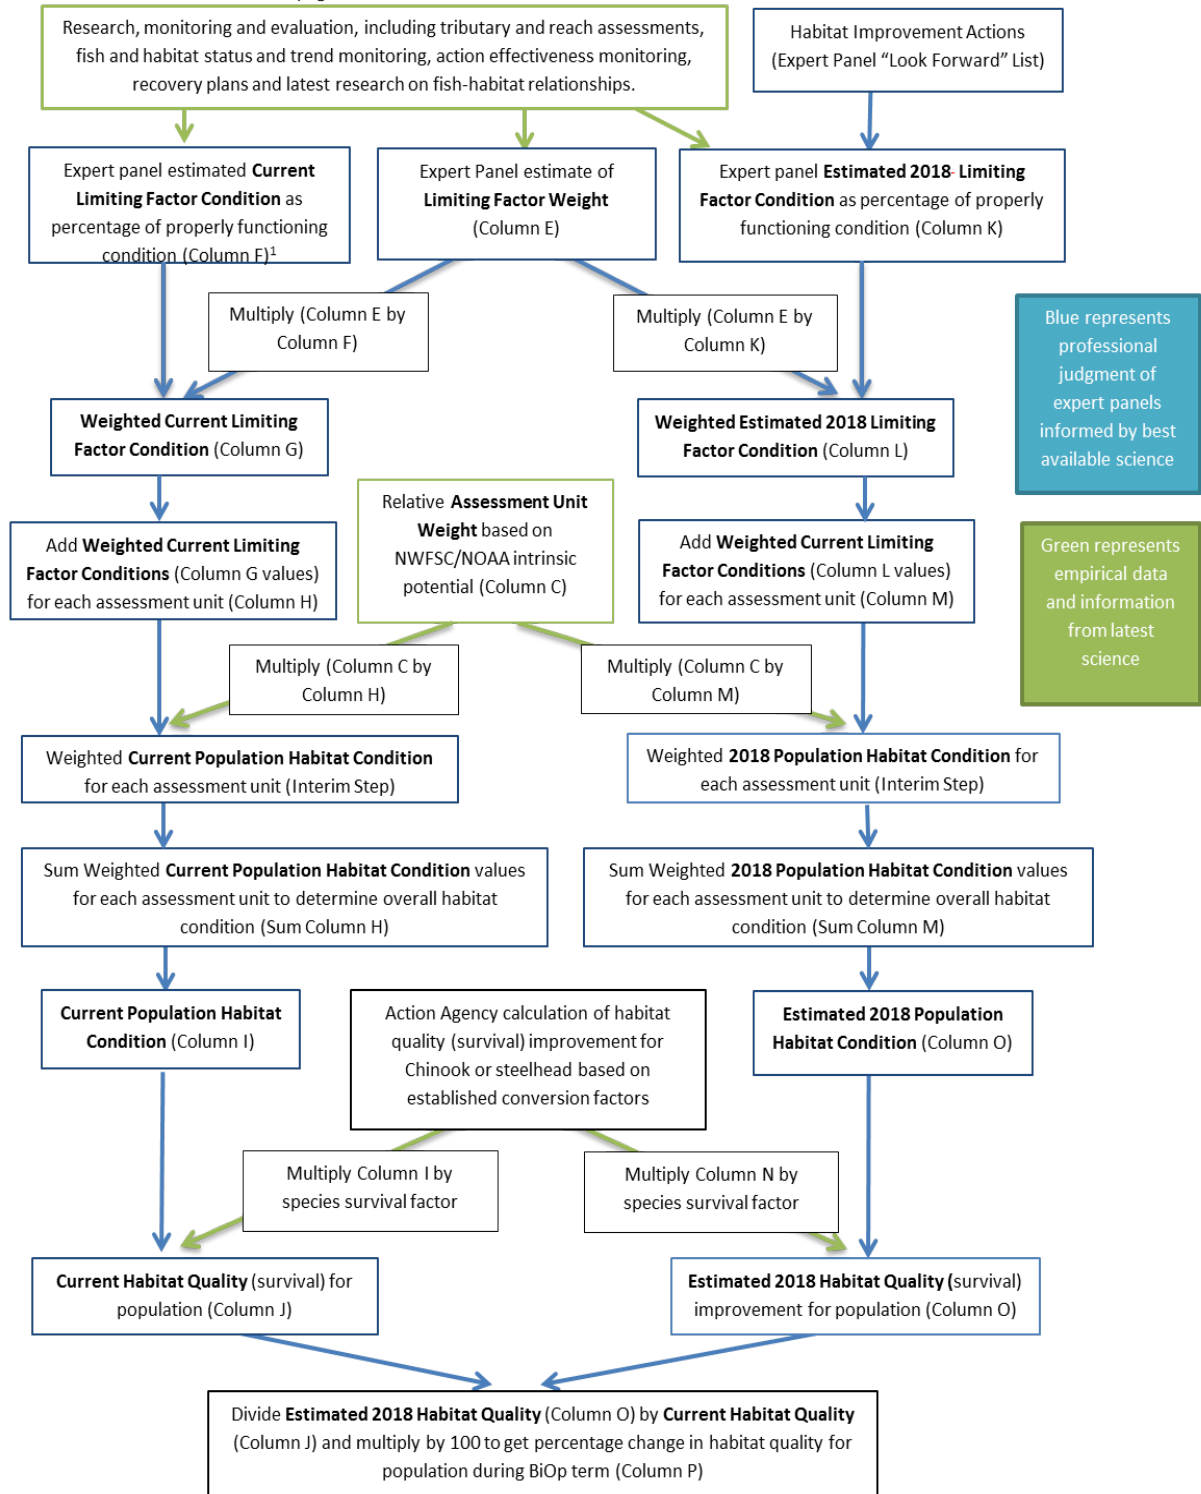 Research, monitoring and evaluation, including tributary and reach assessments,
fish and habitat status and trend monitoring, action effectiveness monitoring,
recovery plans and latest research on fish-habitat relationships.
Habitat Improvement Actions
(Expert Panel “Look Forward” List)
Expert panel estimated Current
Limiting Factor Condition as
percentage of properly functioning
condition (Column F)1
Expert Panel estimate of
Limiting Factor Weight
(Column E)
Expert panel Estimated 2018- Limiting
Factor Condition as percentage of properly
functioning condition (Column K)
Multiply (Column E by
Column F)
Multiply (Column E by
Column K)
Blue represents
professional
judgment of
expert panels
informed by best
available science
Weighted Current Limiting
Factor Condition (Column G)
Weighted Estimated 2018 Limiting
Factor Condition (Column L)
Relative Assessment Unit
Weight based on
NWFSC/NOAA intrinsic
potential (Column C)
Add Weighted Current Limiting
Factor Conditions (Column G values)
for each assessment unit (Column H)
Add Weighted Current Limiting
Factor Conditions (Column L values)
for each assessment unit (Column M)
Green represents
empirical data
and information
from latest
science
Multiply (Column C by
Column H)
Multiply (Column C by
Column M)
Weighted Current Population Habitat Condition
for each assessment unit (Interim Step)
Weighted 2018 Population Habitat Condition for
each assessment unit (Interim Step)
Sum Weighted Current Population Habitat Condition values
for each assessment unit to determine overall habitat
condition (Sum Column H)
Sum Weighted 2018 Population Habitat Condition values
for each assessment unit to determine overall habitat
condition (Sum Column M)
Current Population Habitat
Condition (Column I)
Action Agency calculation of habitat
quality (survival) improvement for
Chinook or steelhead based on
established conversion factors
Estimated 2018 Population
Habitat Condition (Column O)
Multiply Column I by
species survival factor
Multiply Column N by
species survival factor
Current Habitat Quality (survival) for
population (Column J)
Estimated 2018 Habitat Quality (survival)
improvement for population (Column O)
Divide Estimated 2018 Habitat Quality (Column O) by Current Habitat Quality
(Column J) and multiply by 100 to get percentage change in habitat quality for
population during BiOp term (Column P)